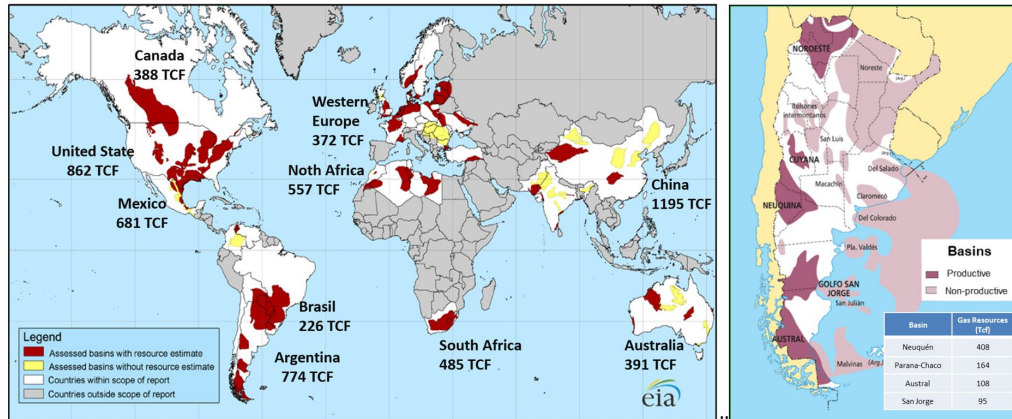 Canada
388 TCF
United State
862 TCF
Mexico
681 TCF
Western
Europe
372 TCF
Noth Africa
557 TCF
China
1195 TCF
Brasil
226 TCF
Argentina
774 TCF
South Africa
485 TCF
Australia
391 TCF
Legend
Assessed basins with resource estimate
Assessed basins without resource estimate
Countries within scope of report
Countries outside scope of report
eia
NOROESTE
Noreste
(Arg.)
Bolsones
intermontanos
San Luis
CUYANA
Del Salado
Macachín
Claromecó
NEUQUINA
Del Colorado
Pla. Valdés
GOLFO SAN
JORGE
San Julián
AUSTRAL
Malvinas
(Arg.)
Basins
Productive
Non-productive
Basin Gas Resources
(Tcf)
Neuquén 408
Parana-Chaco 164
Austral 108
San Jorge 95